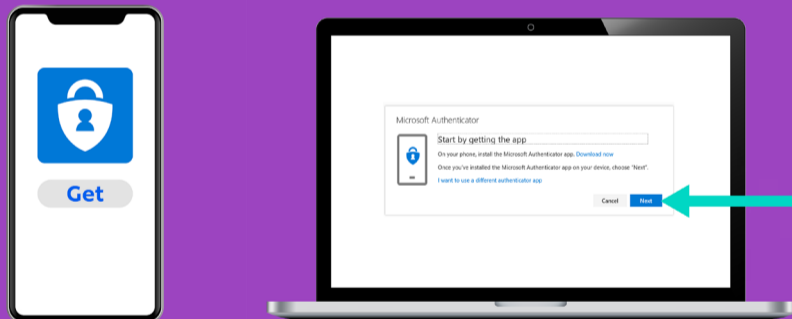 Get
Microsoft Authenticator
Start by getting the app
On your phone, install the Microsoft Authenticator app. Download now
Once you've installed the Microsoft Authenticator app on your device, choose "Next".
I want to use a different authenticator app
Cancel Next